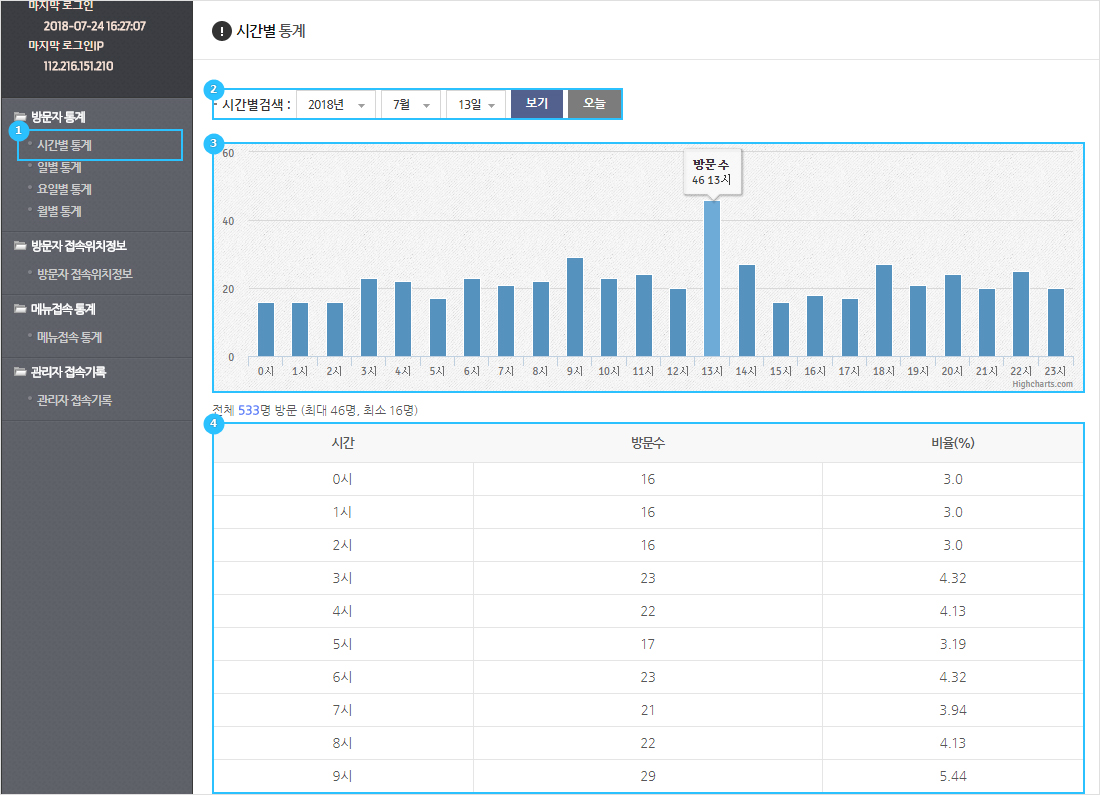 마지막 로그인
2018-07-24 16:27:07
마지막 로그인IP
112.216.151.210
방문자 통계
1
시간별 통계
일별 통계
요일별 통계
월별 통계
방문자 접속위치정보
방문자 접속위치정보
메뉴접속 통계
메뉴접속 통계
관리자 접속기록
관리자 접속기록
! 시간별 통계
2
- 시간별검색 : 2018년 7월 13일 보기 오늘
3
60
40
20
0
방문 수
46 13시
0시 1시 2시 3시 4시 5시 6시 7시 8시 9시 10시 11시 12시 13시 14시 15시 16시 17시 18시 19시 20시 21시 22시 23시
Highcharts.com
전체 533명 방문 (최대 46명, 최소 16명)
4
시간 방문수 비율(%)
0시 16 3.0
1시 16 3.0
2시 16 3.0
3시 23 4.32
4시 22 4.13
5시 17 3.19
6시 23 4.32
7시 21 3.94
8시 22 4.13
9시 29 5.44